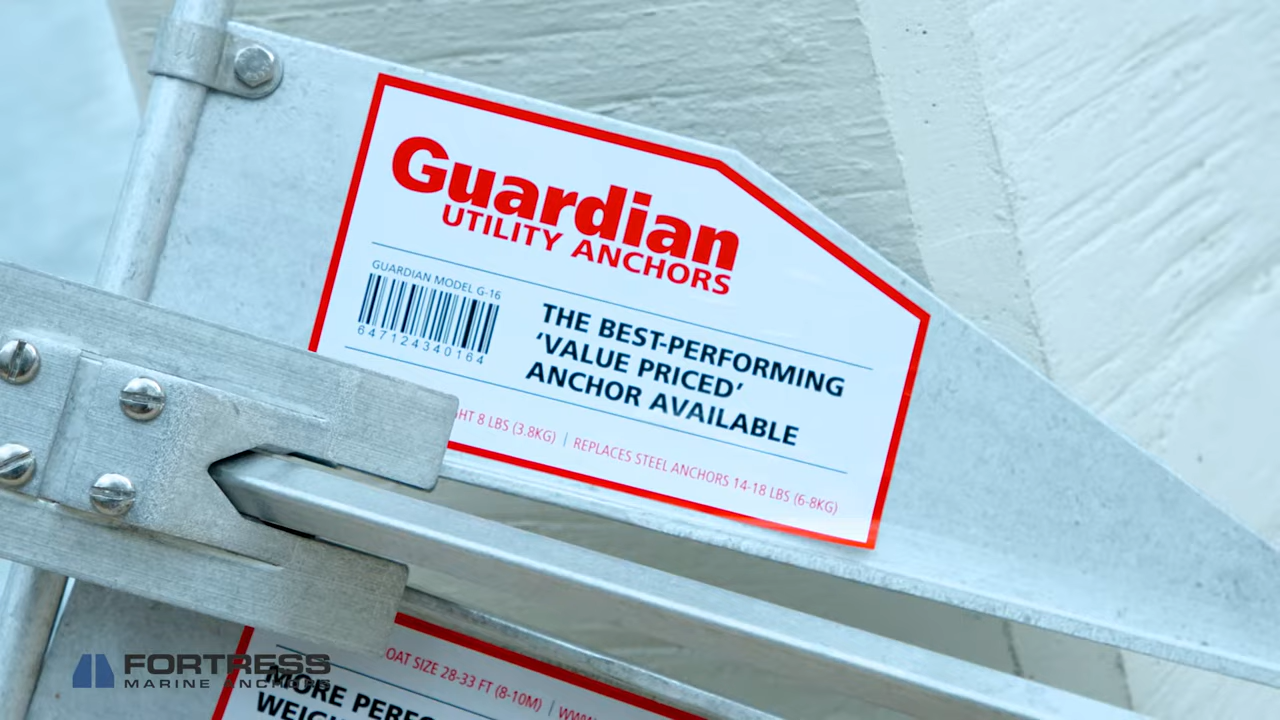 Guardian
UTILITY ANCHORS
GUARDIAN MODEL G-16
647124340164
THE BEST-PERFORMING
‘VALUE PRICED’
ANCHOR AVAILABLE
8 LBS (3.8KG) | REPLACES STEEL ANCHORS 14-18 LBS (6-8KG)
SIZE 28-33 FT (8-10M) |
MORE
FORTRESS
MARINE ANCHORS